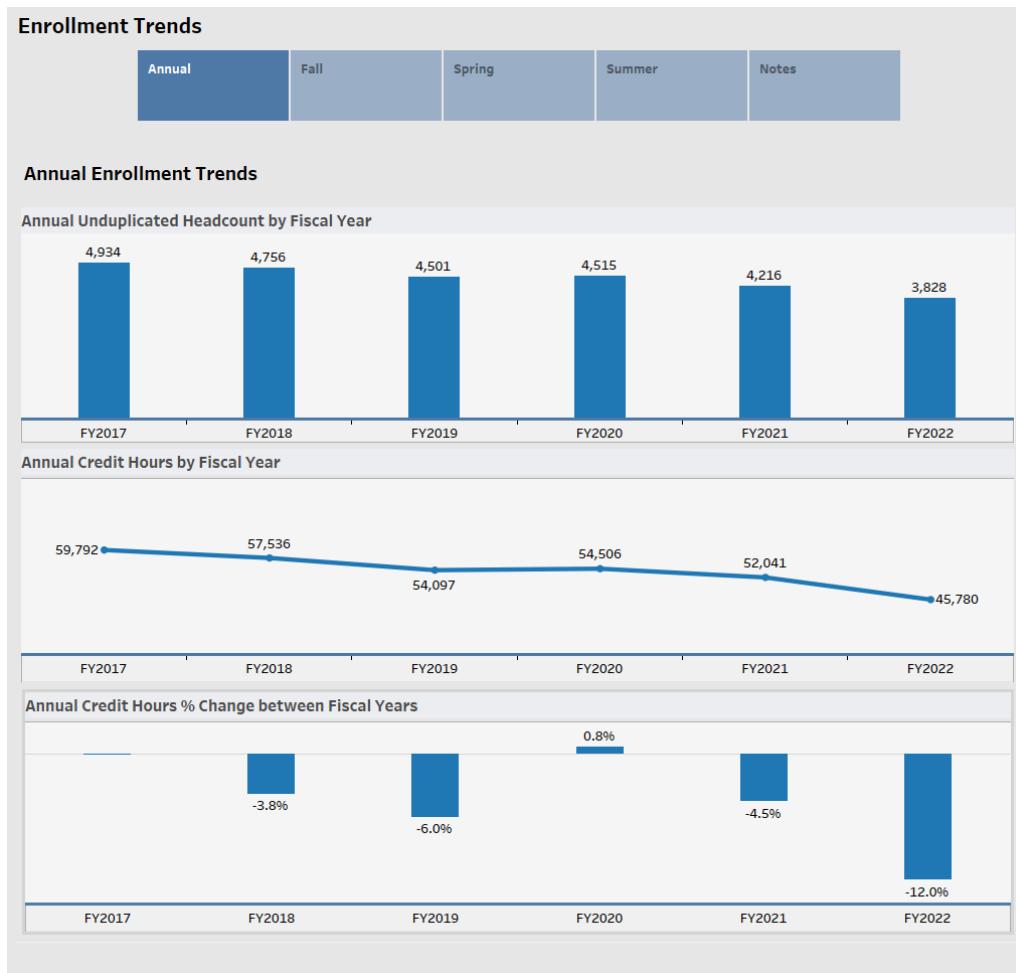 Enrollment Trends
Annual Fall Spring Summer Notes
Annual Enrollment Trends
Annual Unduplicated Headcount by Fiscal Year
4,934 4,756 4,501 4,515 4,216 3,828
FY2017 FY2018 FY2019 FY2020 FY2021 FY2022
Annual Credit Hours by Fiscal Year
59,792 57,536 54,097 54,506 52,041 45,780
FY2017 FY2018 FY2019 FY2020 FY2021 FY2022
Annual Credit Hours % Change between Fiscal Years
-3.8% -6.0% 0.8% -4.5% -12.0%
FY2017 FY2018 FY2019 FY2020 FY2021 FY2022